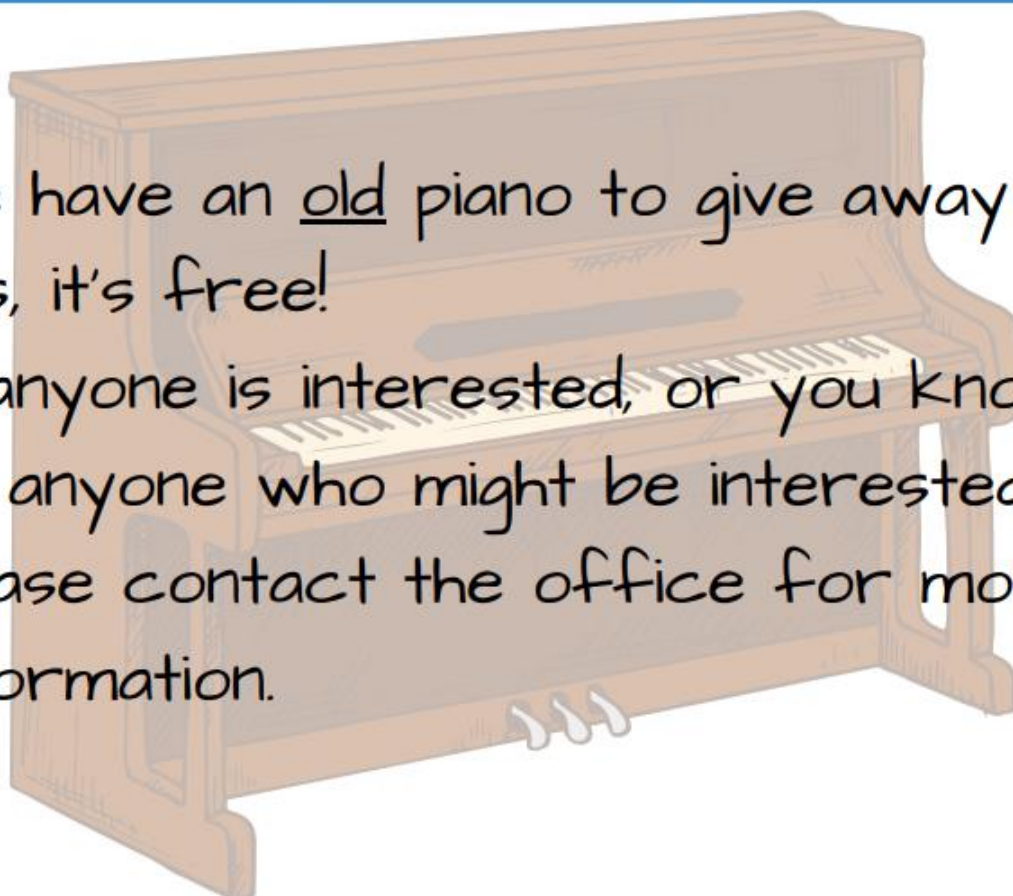 have an old piano to give away
s, it's free!
anyone is interested, or you kno
anyone who might be interested
ase contact the office for mo
ormation.